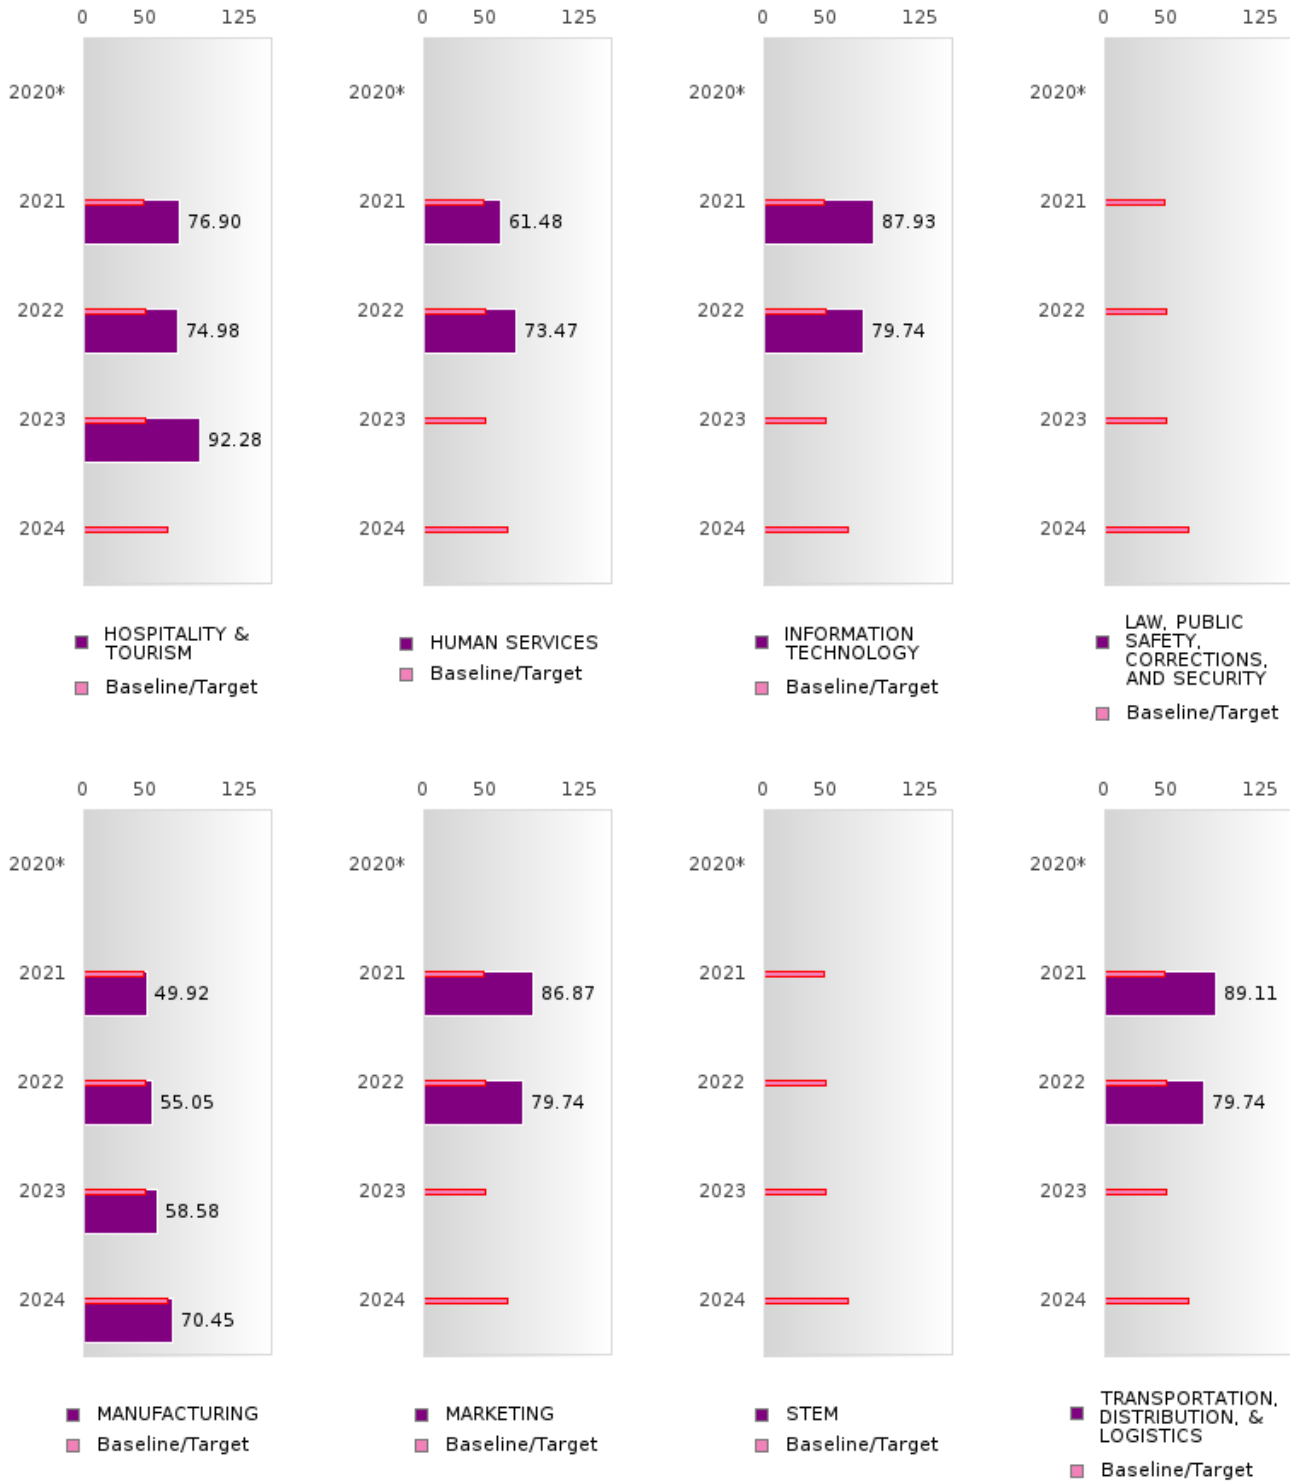 0 50 125
2020*
2021 76.90
2022 74.98
2023 92.28
2024
HOSPITALITY &
TOURISM
Baseline/Target
0 50 125
2020*
2021 61.48
2022 73.47
2023
2024
HUMAN SERVICES
Baseline/Target
0 50 125
2020*
2021 87.93
2022 79.74
2023
2024
INFORMATION
TECHNOLOGY
Baseline/Target
0 50 125
2020*
2021
2022
2023
2024
LAW, PUBLIC
SAFETY,
CORRECTIONS,
AND SECURITY
Baseline/Target
0 50 125
2020*
2021 49.92
2022 55.05
2023 58.58
2024 70.45
MANUFACTURING
Baseline/Target
0 50 125
2020*
2021 86.87
2022 79.74
2023
2024
MARKETING
Baseline/Target
0 50 125
2020*
2021
2022
2023
2024
STEM
Baseline/Target
0 50 125
2020*
2021 89.11
2022 79.74
2023
2024
TRANSPORTATION,
DISTRIBUTION, &
LOGISTICS
Baseline/Target